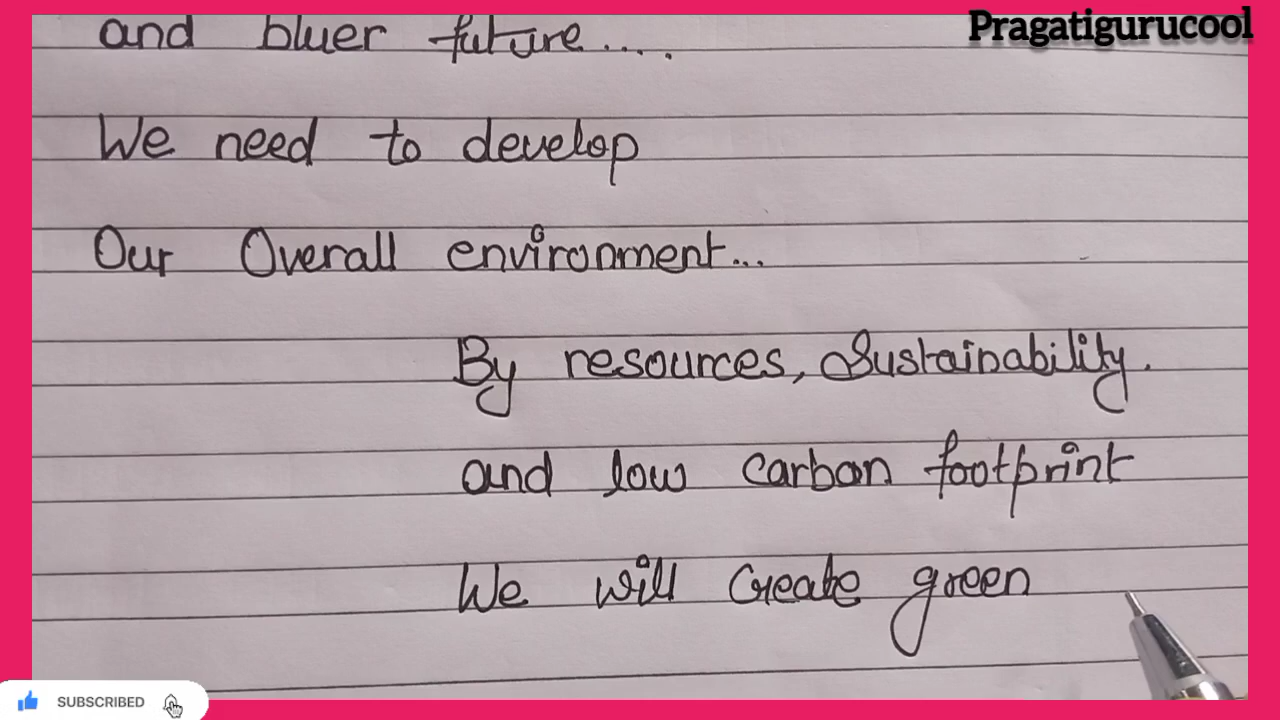 Pragatigurucool
and bluer future....
We need to develop
Our Overall environment...
By resources, Sustainability.
and low carbon footprint
We will Create green
SUBSCRIBED